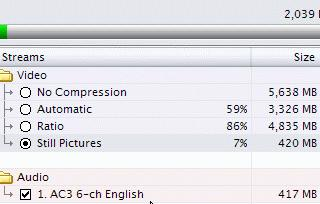 2,039
Streams Size
Video
No Compression 5,638 MB
Automatic 59% 3,326 MB
Ratio 86% 4,835 MB
Still Pictures 7% 420 MB
Audio
1. AC3 6-ch English 417 MB